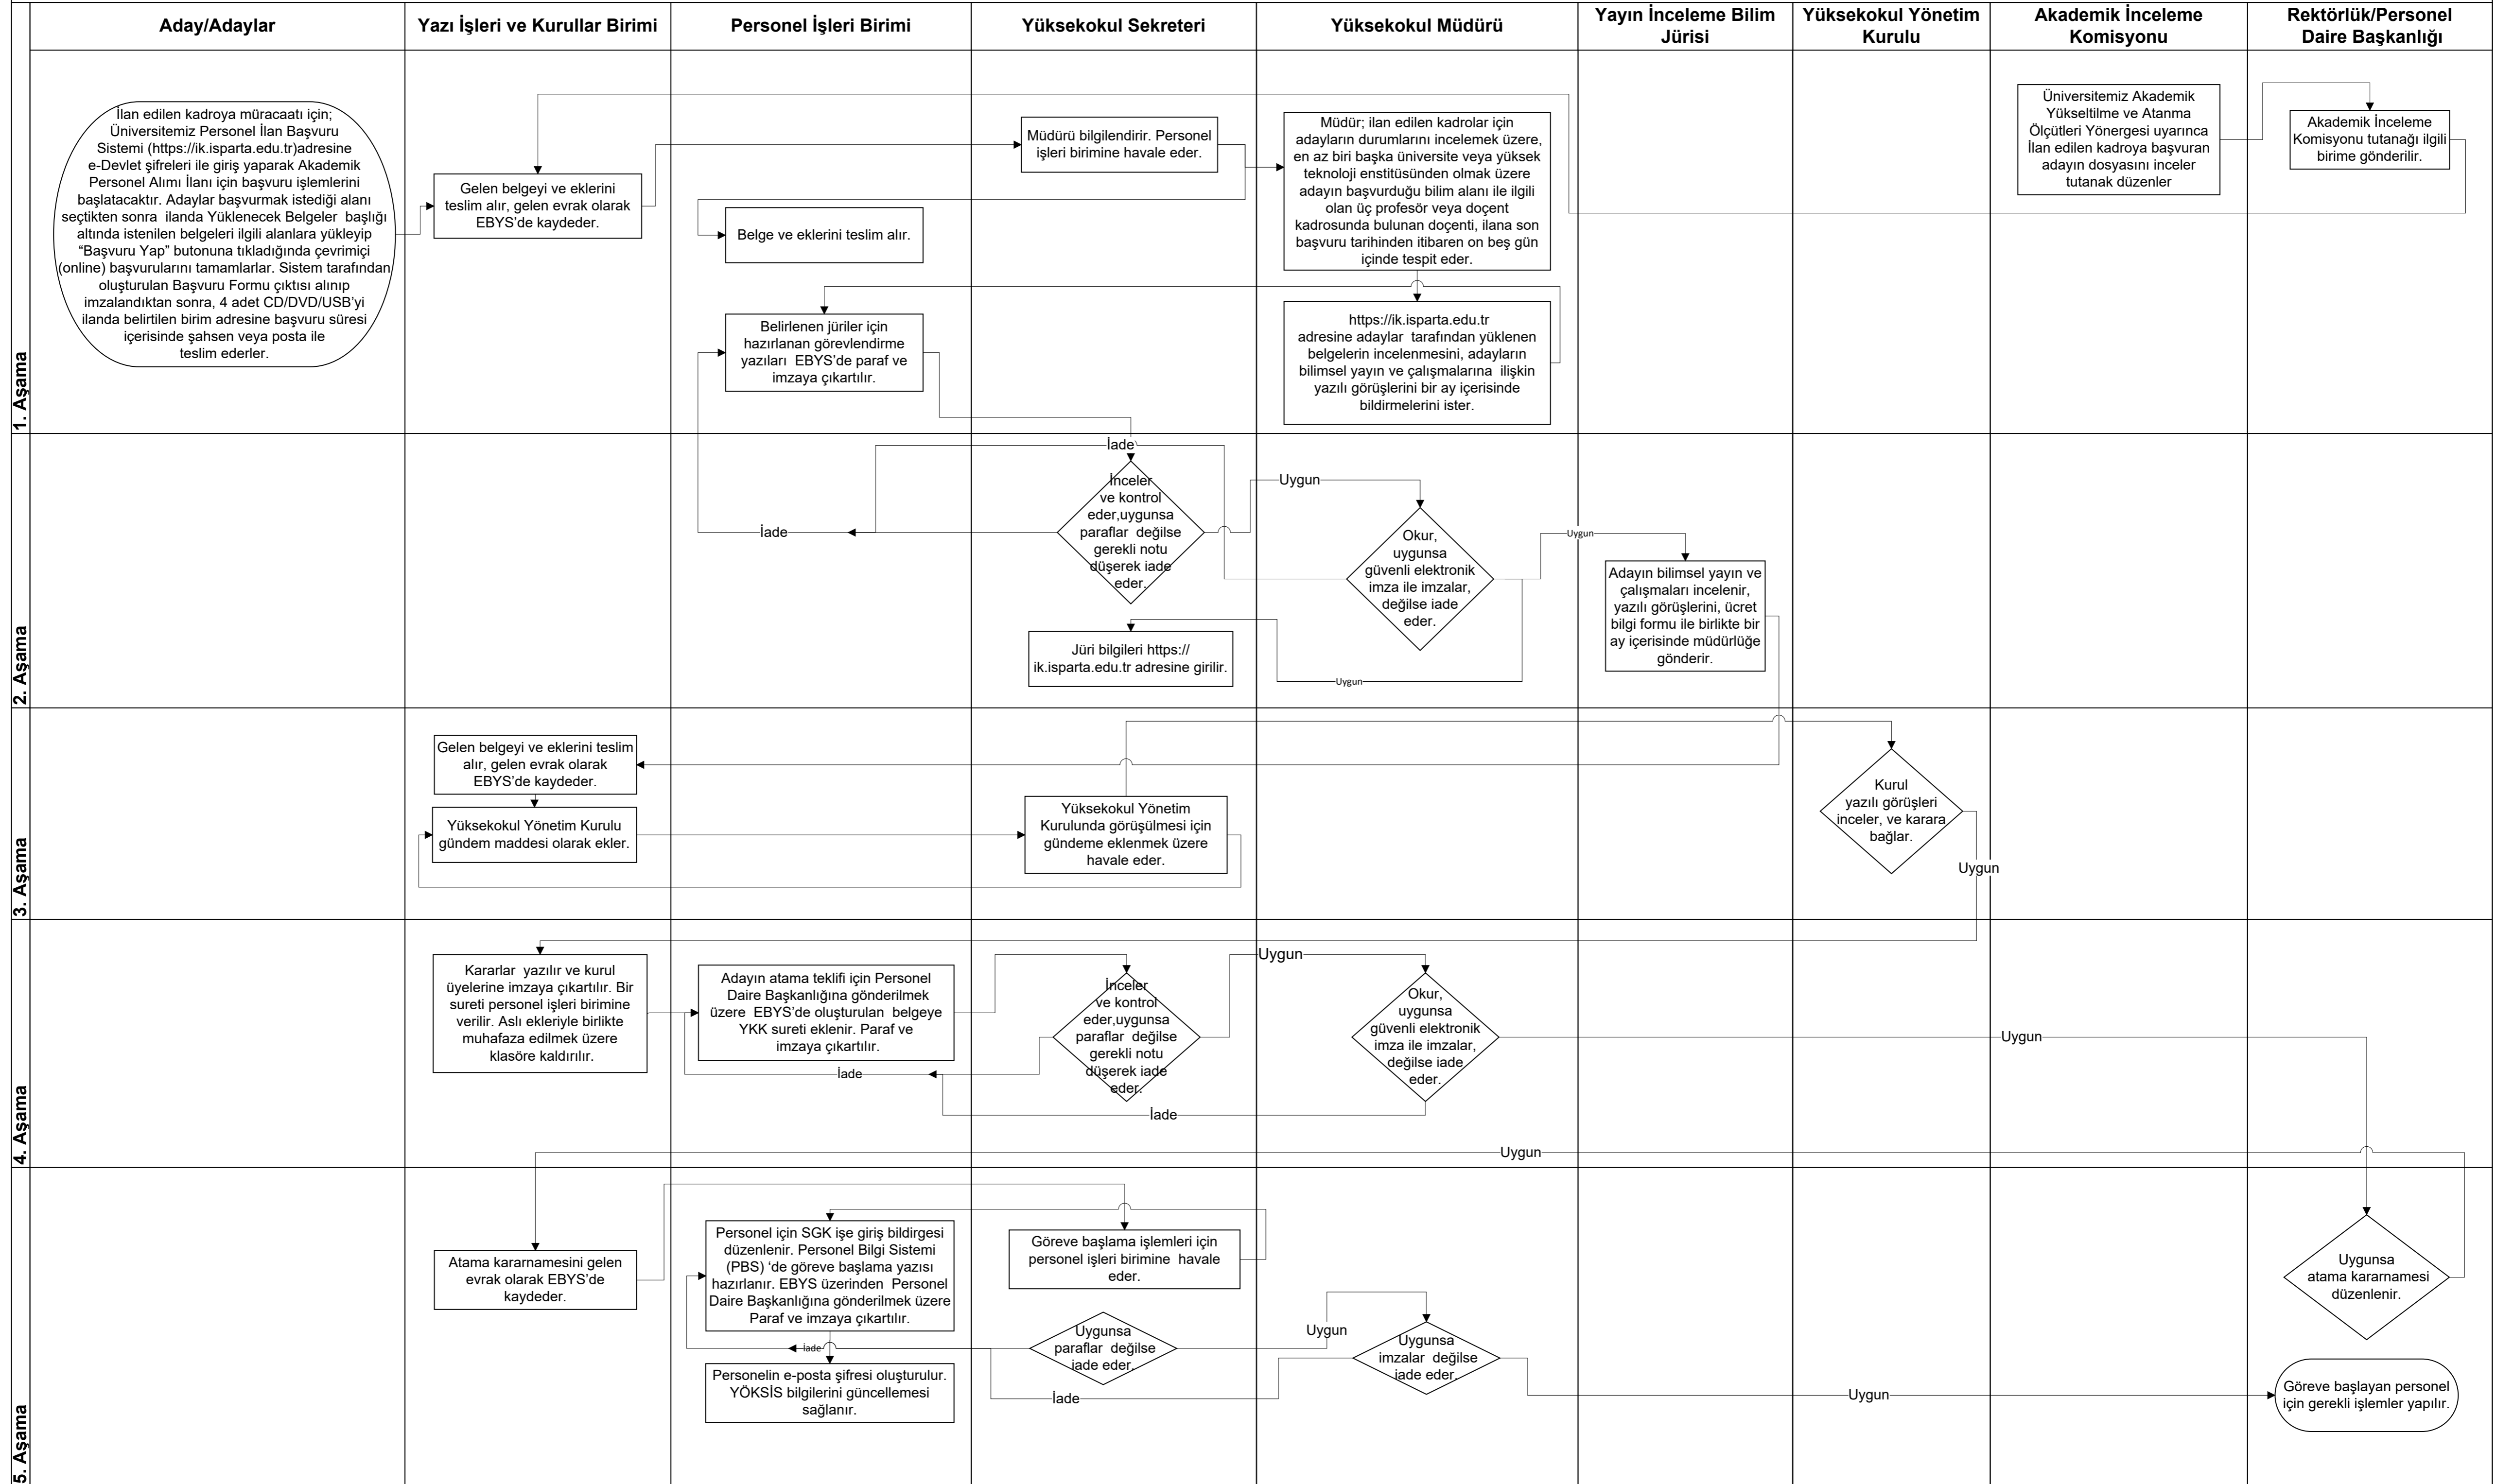 Aday/Adaylar
Yazı İşleri ve Kurullar Birimi
Personel İşleri Birimi
Yüksekokul Sekreteri
Yüksekokul Müdürü
Yayın İnceleme Bilim
Jürisi
Yüksekokul Yönetim
Kurulu
Akademik İnceleme
Komisyonu
Rektörlük/Personel
Daire Başkanlığı
1. Aşama
İlan edilen kadroya müracaatı için;
Üniversitemiz Personel İlan Başvuru
Sistemi (https://ik.isparta.edu.tr)adresine
e-Devlet şifreleri ile giriş yaparak Akademik
Personel Alımı İlanı için başvuru işlemlerini
başlatacaktır. Adaylar başvurmak istediği alanı
seçtikten sonra ilanda Yüklenecek Belgeler başlığı
altında istenilen belgeleri ilgili alanlara yükleyip
“Başvuru Yap” butonuna tıkladığında çevrimiçi
(online) başvurularını tamamlarlar. Sistem tarafından
oluşturulan Başvuru Formu çıktısı alınıp
imzalandıktan sonra, 4 adet CD/DVD/USB’yi
ilanda belirtilen birim adresine başvuru süresi
içerisinde şahsen veya posta ile
teslim ederler.
Gelen belgeyi ve eklerini
teslim alır, gelen evrak olarak
EBYS’de kaydeder.
Belge ve eklerini teslim alır.
Belirlenen jüriler için
hazırlanan görevlendirme
yazıları EBYS’de paraf ve
imzaya çıkartılır.
Müdürü bilgilendirir. Personel
işleri birimine havale eder.
Müdür; ilan edilen kadrolar için
adayların durumlarını incelemek üzere,
en az biri başka üniversite veya yüksek
teknoloji enstitüsünden olmak üzere
adayın başvurduğu bilim alanı ile ilgili
olan üç profesör veya doçent
kadrosunda bulunan doçenti, ilana son
başvuru tarihinden itibaren on beş gün
içinde tespit eder.
https://ik.isparta.edu.tr
adresine adaylar tarafından yüklenen
belgelerin incelenmesini, adayların
bilimsel yayın ve çalışmalarına ilişkin
yazılı görüşlerini bir ay içerisinde
bildirmelerini ister.
Üniversitemiz Akademik
Yükseltilme ve Atanma
Ölçütleri Yönergesi uyarınca
İlan edilen kadroya başvuran
adayın dosyasını inceler
tutanak düzenler
Akademik İnceleme
Komisyonu tutanağı ilgili
birime gönderilir.
2. Aşama
İade
İade
İnceler
ve kontrol
eder,uygunsa
paraflar değilse
gerekli notu
düşerek iade
eder.
Uygun
Okur,
uygunsa
güvenli elektronik
imza ile imzalar,
değilse iade
eder.
Uygun
Adayın bilimsel yayın ve
çalışmaları incelenir,
yazılı görüşlerini, ücret
bilgi formu ile birlikte bir
ay içerisinde müdürlüğe
gönderir.
Jüri bilgileri https://
ik.isparta.edu.tr adresine girilir.
Uygun
3. Aşama
Gelen belgeyi ve eklerini teslim
alır, gelen evrak olarak
EBYS’de kaydeder.
Yüksekokul Yönetim Kurulu
gündem maddesi olarak ekler.
Yüksekokul Yönetim
Kurulunda görüşülmesi için
gündeme eklenmek üzere
havale eder.
Kurul
yazılı görüşleri
inceler, ve karara
bağlar.
Uygun
4. Aşama
Kararlar yazılır ve kurul
üyelerine imzaya çıkartılır. Bir
sureti personel işleri birimine
verilir. Aslı ekleriyle birlikte
muhafaza edilmek üzere
klasöre kaldırılır.
Adayın atama teklifi için Personel
Daire Başkanlığına gönderilmek
üzere EBYS’de oluşturulan belgeye
YKK sureti eklenir. Paraf ve
imzaya çıkartılır.
İade
İnceler
ve kontrol
eder,uygunsa
paraflar değilse
gerekli notu
düşerek iade
eder.
İade
Uygun
Okur,
uygunsa
güvenli elektronik
imza ile imzalar,
değilse iade
eder.
Uygun
Uygun
5. Aşama
Atama kararnamesini gelen
evrak olarak EBYS’de
kaydeder.
Personel için SGK işe giriş bildirgesi
düzenlenir. Personel Bilgi Sistemi
(PBS) ‘de göreve başlama yazısı
hazırlanır. EBYS üzerinden Personel
Daire Başkanlığına gönderilmek üzere
Paraf ve imzaya çıkartılır.
İade
Personelin e-posta şifresi oluşturulur.
YÖKSİS bilgilerini güncellemesi
sağlanır.
Göreve başlama işlemleri için
personel işleri birimine havale
eder.
Uygunsa
paraflar değilse
iade eder.
İade
Uygun
Uygunsa
imzalar değilse
iade eder.
Uygun
Uygunsa
atama kararnamesi
düzenlenir.
Göreve başlayan personel
için gerekli işlemler yapılır.